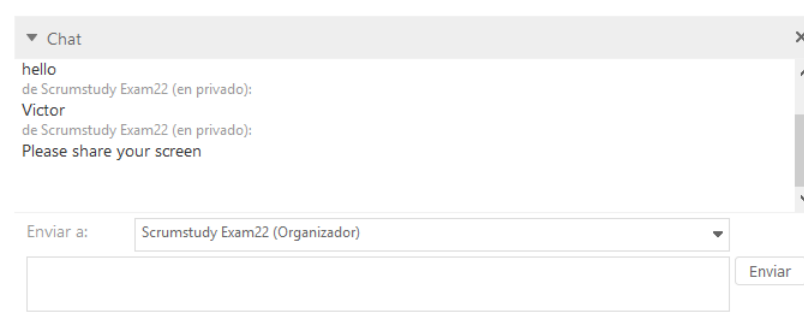 Chat
hello
de Scrumstudy Exam22 (en privado):
Victor
de Scrumstudy Exam22 (en privado):
Please share your screen
Enviar a:
Scrumstudy Exam22 (Organizador)
Enviar